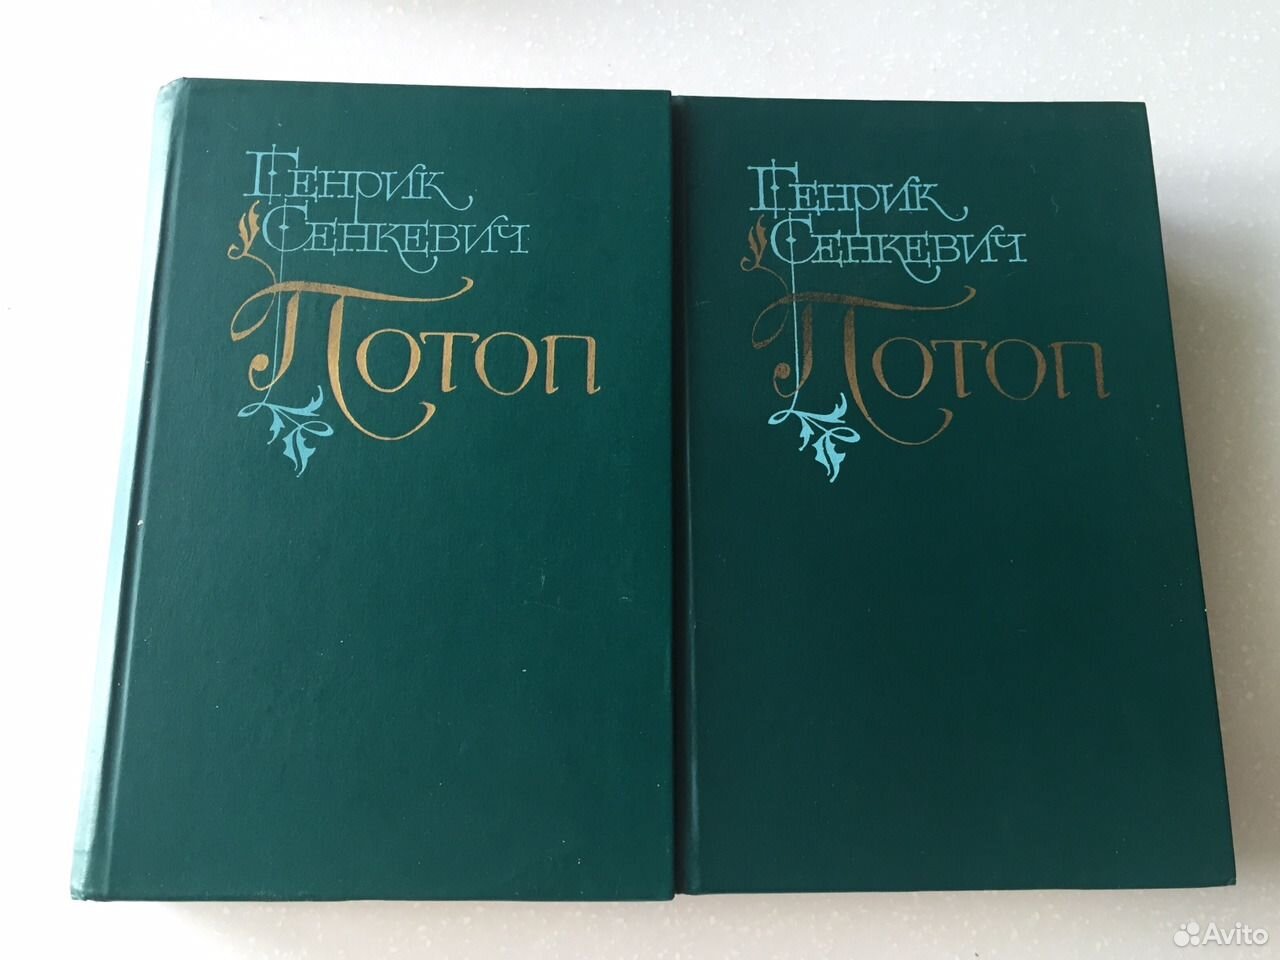 Генрик
Сенкевич
Потоп
Генрик
Сенкевич
Потоп
Avito